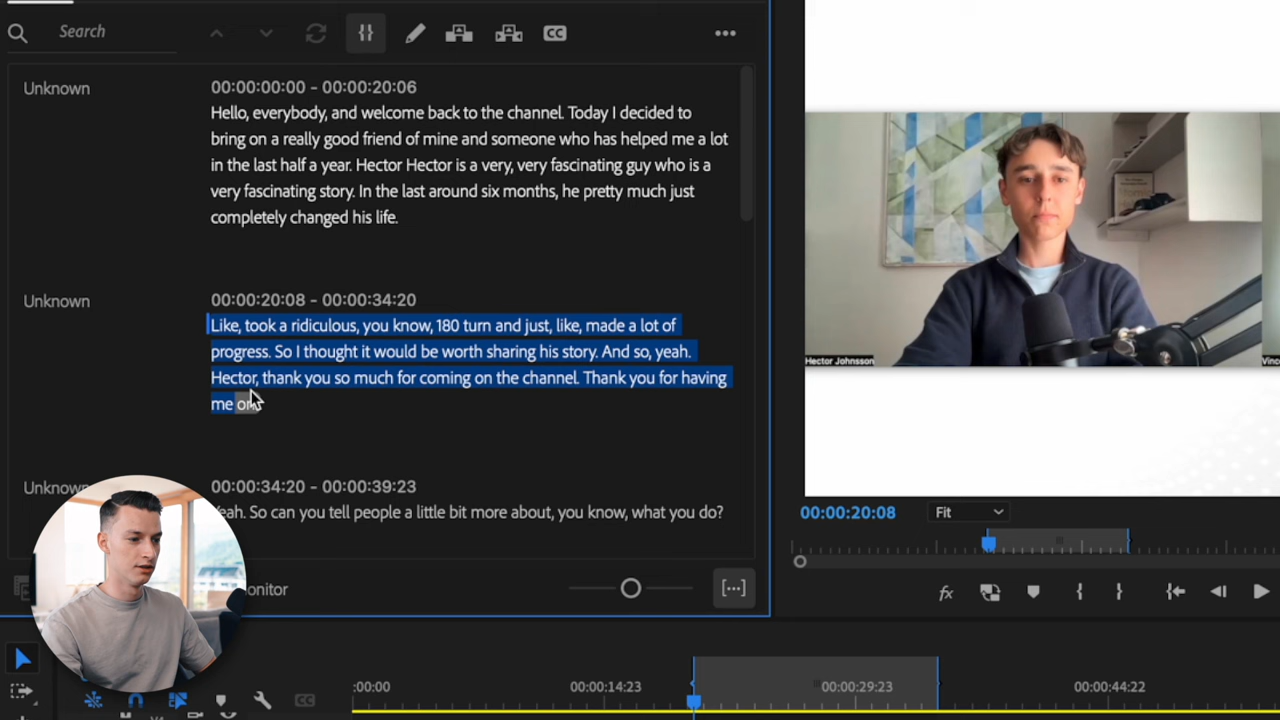 Search
CC
Unknown
00:00:00:00 - 00:00:20:06
Hello, everybody, and welcome back to the channel. Today I decided to
bring on a really good friend of mine and someone who has helped me a lot
in the last half a year. Hector Hector is a very, very fascinating guy who is a
very fascinating story. In the last around six months, he pretty much just
completely changed his life.
Unknown
00:00:20:08 - 00:00:34:20
Like, took a ridiculous, you know, 180 turn and just, like, made a lot of
progress. So I thought it would be worth sharing his story. And so, yeah.
Hector, thank you so much for coming on the channel. Thank you for having
me
Unknown
00:00:34:20 - 00:00:39:23
Yeah. So can you tell people a little bit more about, you know, what you do?
[...]
Hector Johnsson
00:00:20:08
Fit
fx
CC
:00:00
00:00:14:23
00:00:29:23
00:00:44:22